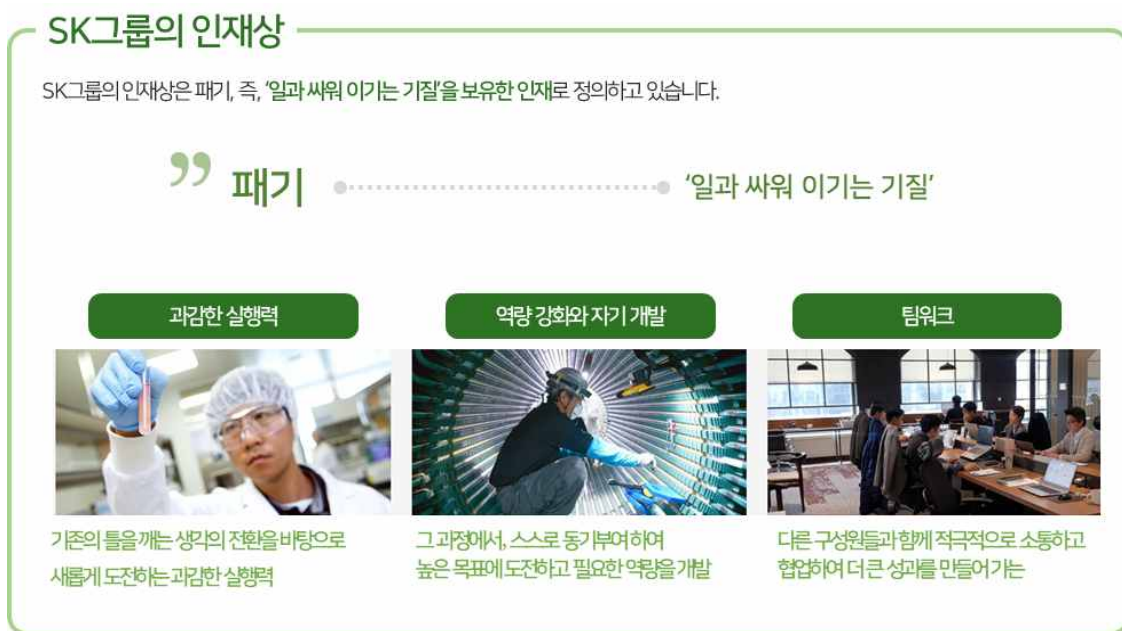 SK그룹의 인재상
SK그룹의 인재상은 패기, 즉, '일과 싸워 이기는 기질'을 보유한 인재로 정의하고 있습니다.
” 패기 '일과 싸워 이기는 기질'
과감한 실행력
기존의 틀을 깨는 생각의 전환을 바탕으로
새롭게 도전하는 과감한 실행력
역량 강화와 자기 개발
그 과정에서, 스스로 동기부여 하여
높은 목표에 도전하고 필요한 역량을 개발
팀워크
다른 구성원들과 함께 적극적으로 소통하고
협업하여 더 큰 성과를 만들어 가는